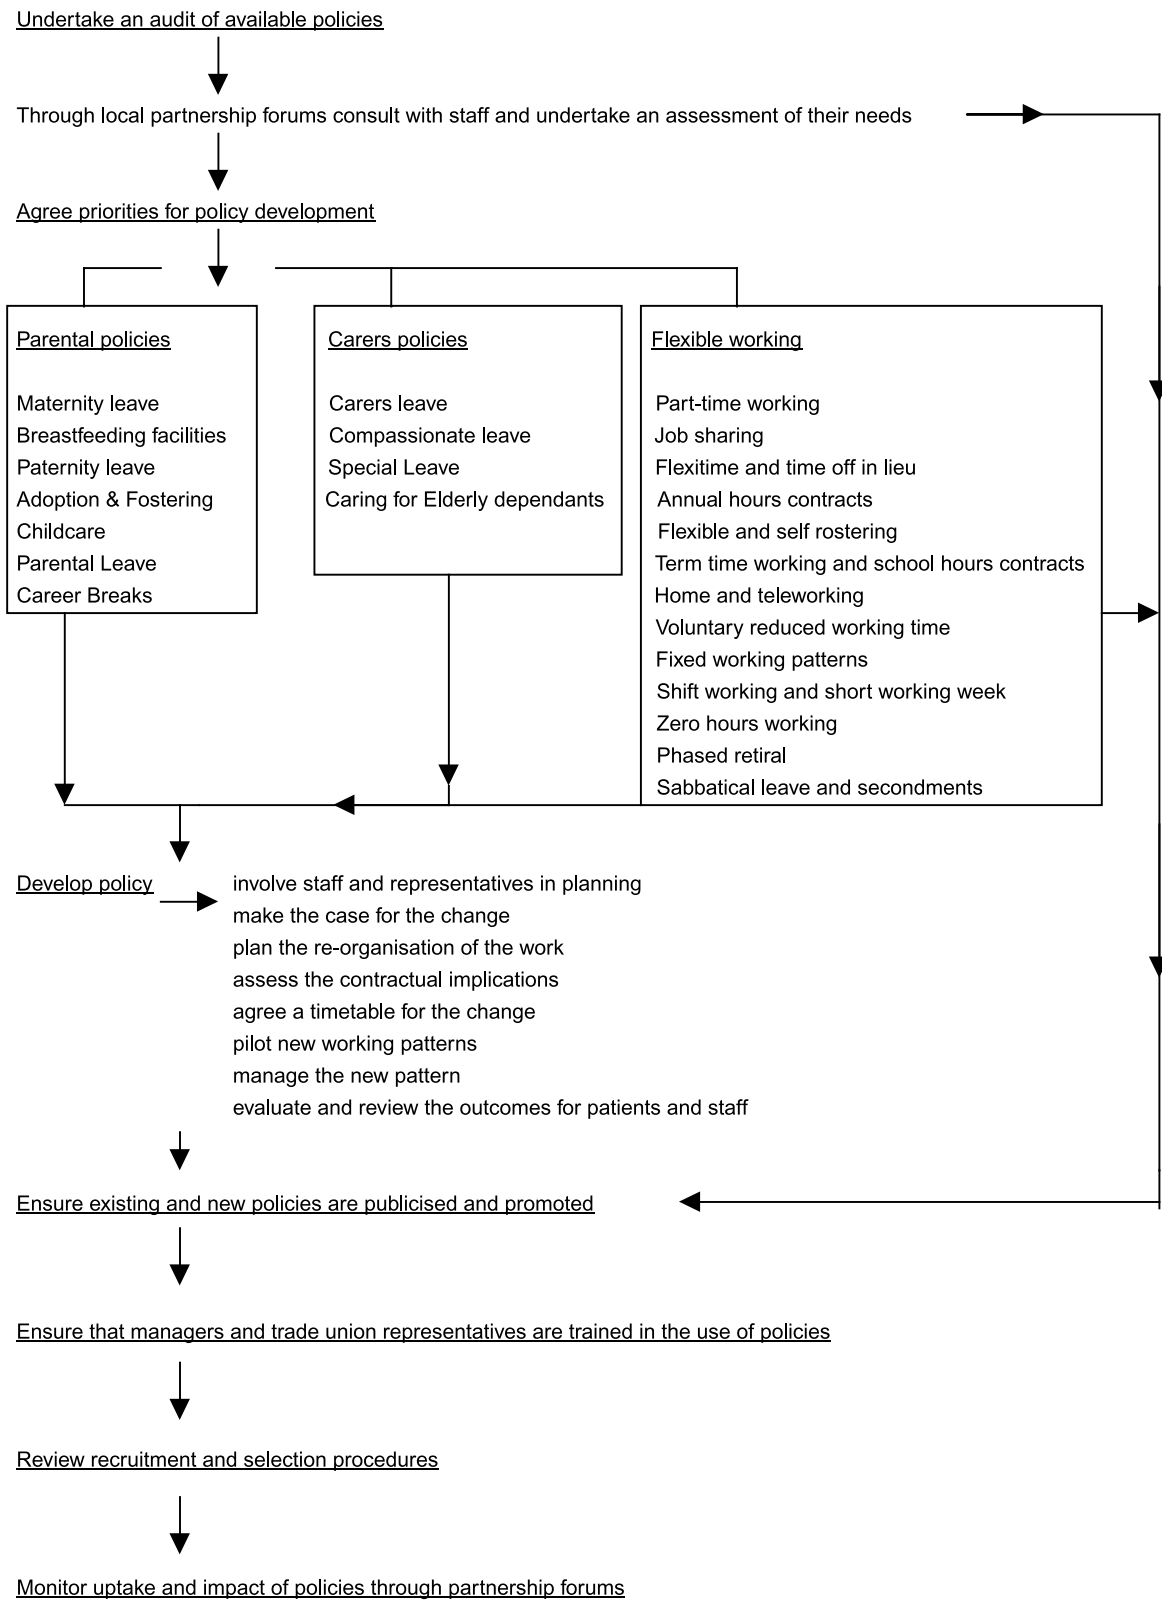 Undertake an audit of available policies
Through local partnership forums consult with staff and undertake an assessment of their needs
Agree priorities for policy development
Parental policies
Maternity leave
Breastfeeding facilities
Paternity leave
Adoption & Fostering
Childcare
Parental Leave
Career Breaks
Carers policies
Carers leave
Compassionate leave
Special Leave
Caring for Elderly dependants
Flexible working
Part-time working
Job sharing
Flexitime and time off in lieu
Annual hours contracts
Flexible and self rostering
Term time working and school hours contracts
Home and teleworking
Voluntary reduced working time
Fixed working patterns
Shift working and short working week
Zero hours working
Phased retiral
Sabbatical leave and secondments
Develop policy
involve staff and representatives in planning
make the case for the change
plan the re-organisation of the work
assess the contractual implications
agree a timetable for the change
pilot new working patterns
manage the new pattern
evaluate and review the outcomes for patients and staff
Ensure existing and new policies are publicised and promoted
Ensure that managers and trade union representatives are trained in the use of policies
Review recruitment and selection procedures
Monitor uptake and impact of policies through partnership forums